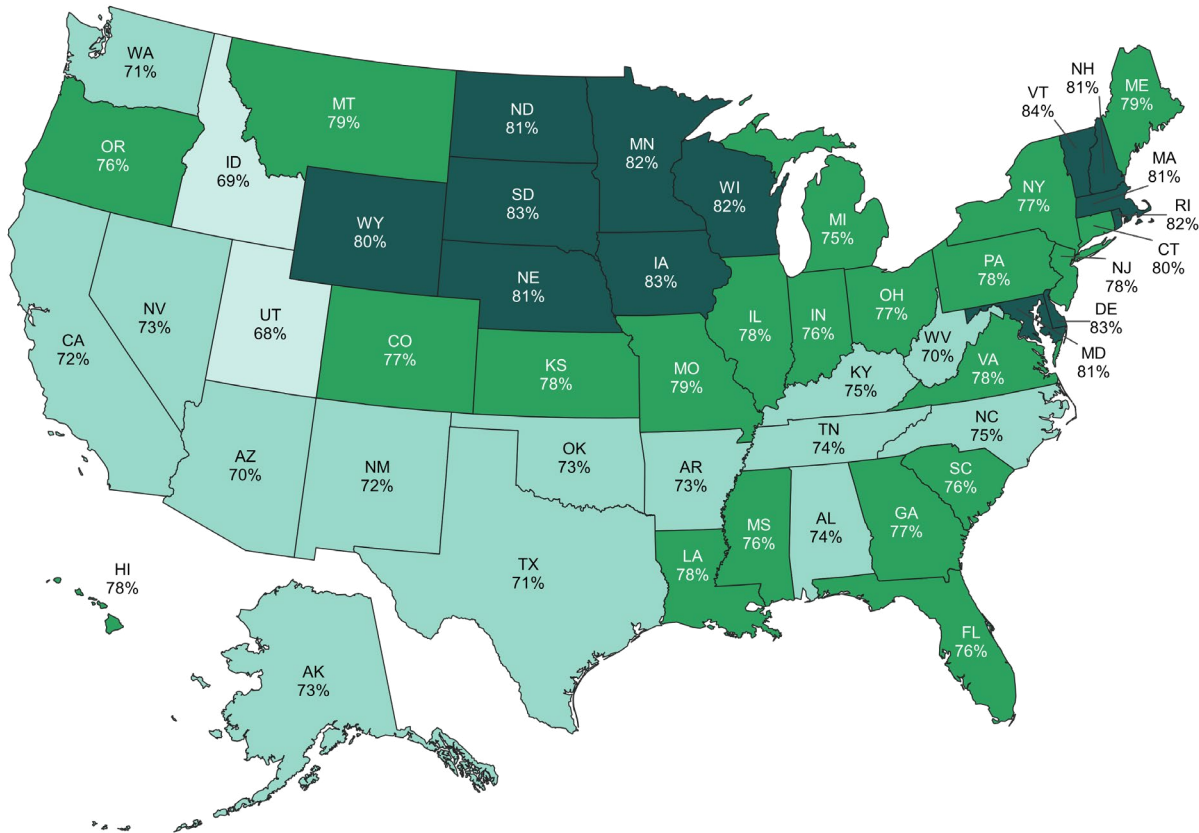 WA
71%
OR
76%
ID
69%
MT
79%
ND
81%
MN
82%
WI
82%
SD
83%
WY
80%
NE
81%
IA
83%
MI
75%
NY
77%
VT
84%
NH
81%
ME
79%
MA
81%
RI
82%
CT
80%
NJ
78%
DE
83%
MD
81%
PA
78%
OH
77%
IN
76%
IL
78%
WV
70%
VA
78%
KY
75%
MO
79%
KS
78%
CO
77%
UT
68%
NV
73%
CA
72%
AZ
70%
NM
72%
OK
73%
AR
73%
TN
74%
NC
75%
SC
76%
GA
77%
AL
74%
MS
76%
LA
78%
TX
71%
FL
76%
HI
78%
AK
73%